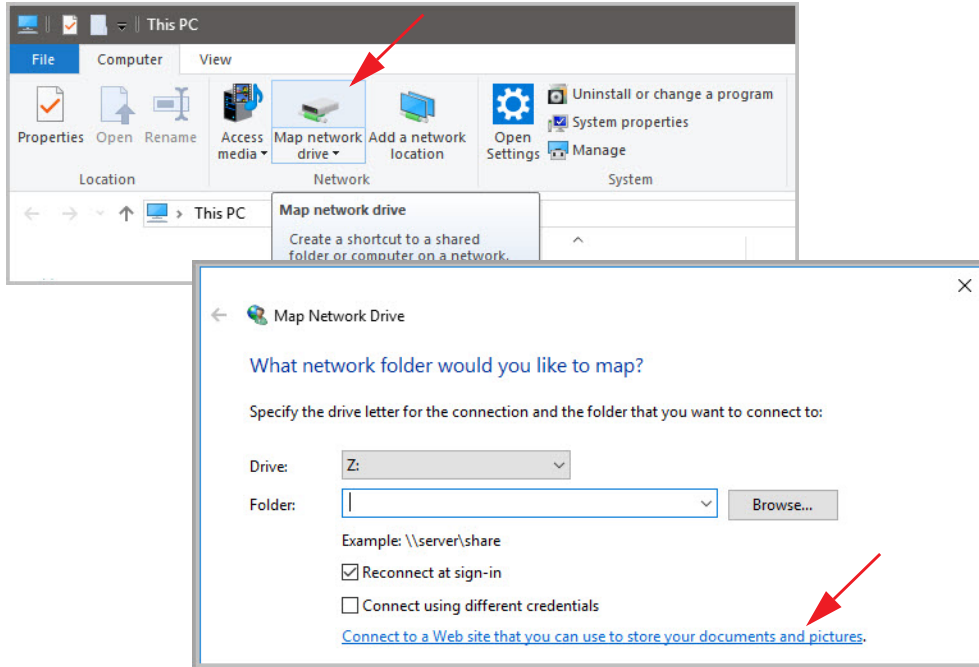 This PC
File Computer View
Properties Open Rename Access media Map network drive Add a network location Open Settings
Uninstall or change a program
System properties
Manage
Location Network System
This PC
Map network drive
Create a shortcut to a shared
folder or computer on a network.
Map Network Drive
What network folder would you like to map?
Specify the drive letter for the connection and the folder that you want to connect to:
Drive: Z:
Folder: Browse...
Example: \\server\share
Reconnect at sign-in
Connect using different credentials
Connect to a Web site that you can use to store your documents and pictures.